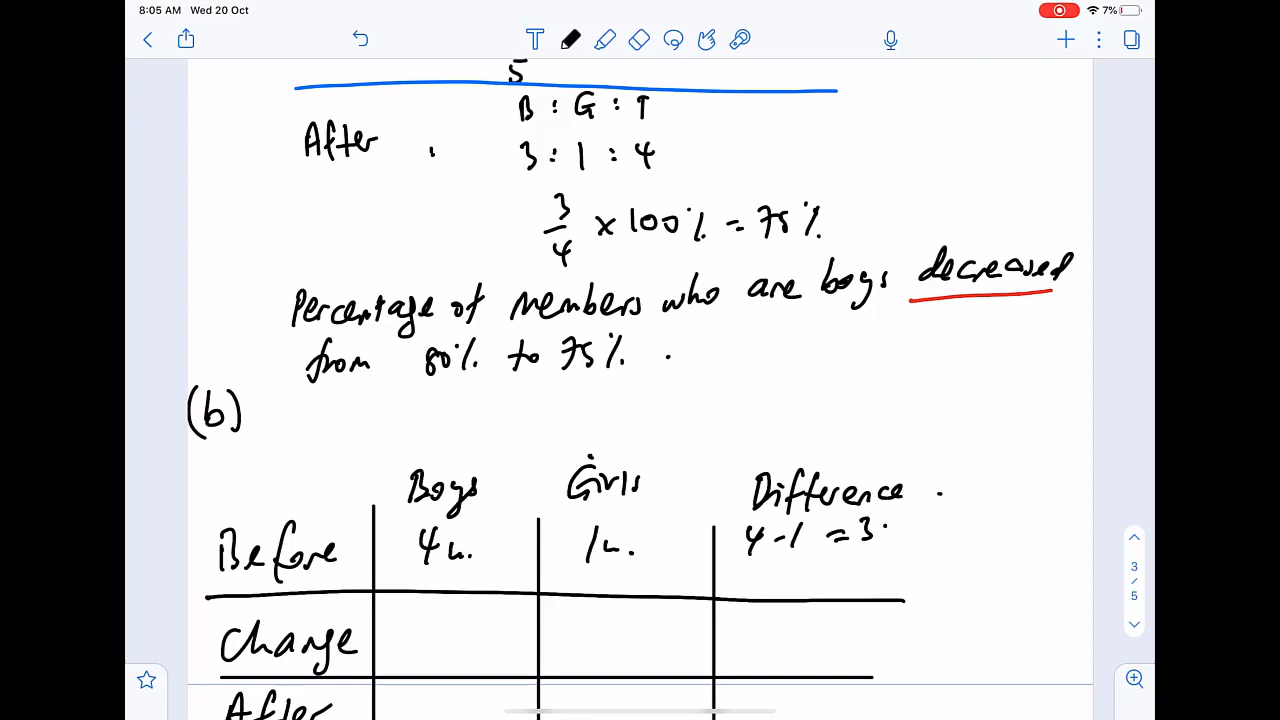 8:05 AM Wed 20 Oct
7%
5
B : G : T
After 3 : 1 : 4
3/4 × 100% = 75%
Percentage of members who are boys decreased
from 80% to 75%.
(b)
Boys Girls Difference
Before 4u. 1u. 4 - 1 = 3
Change
After
3 / 5